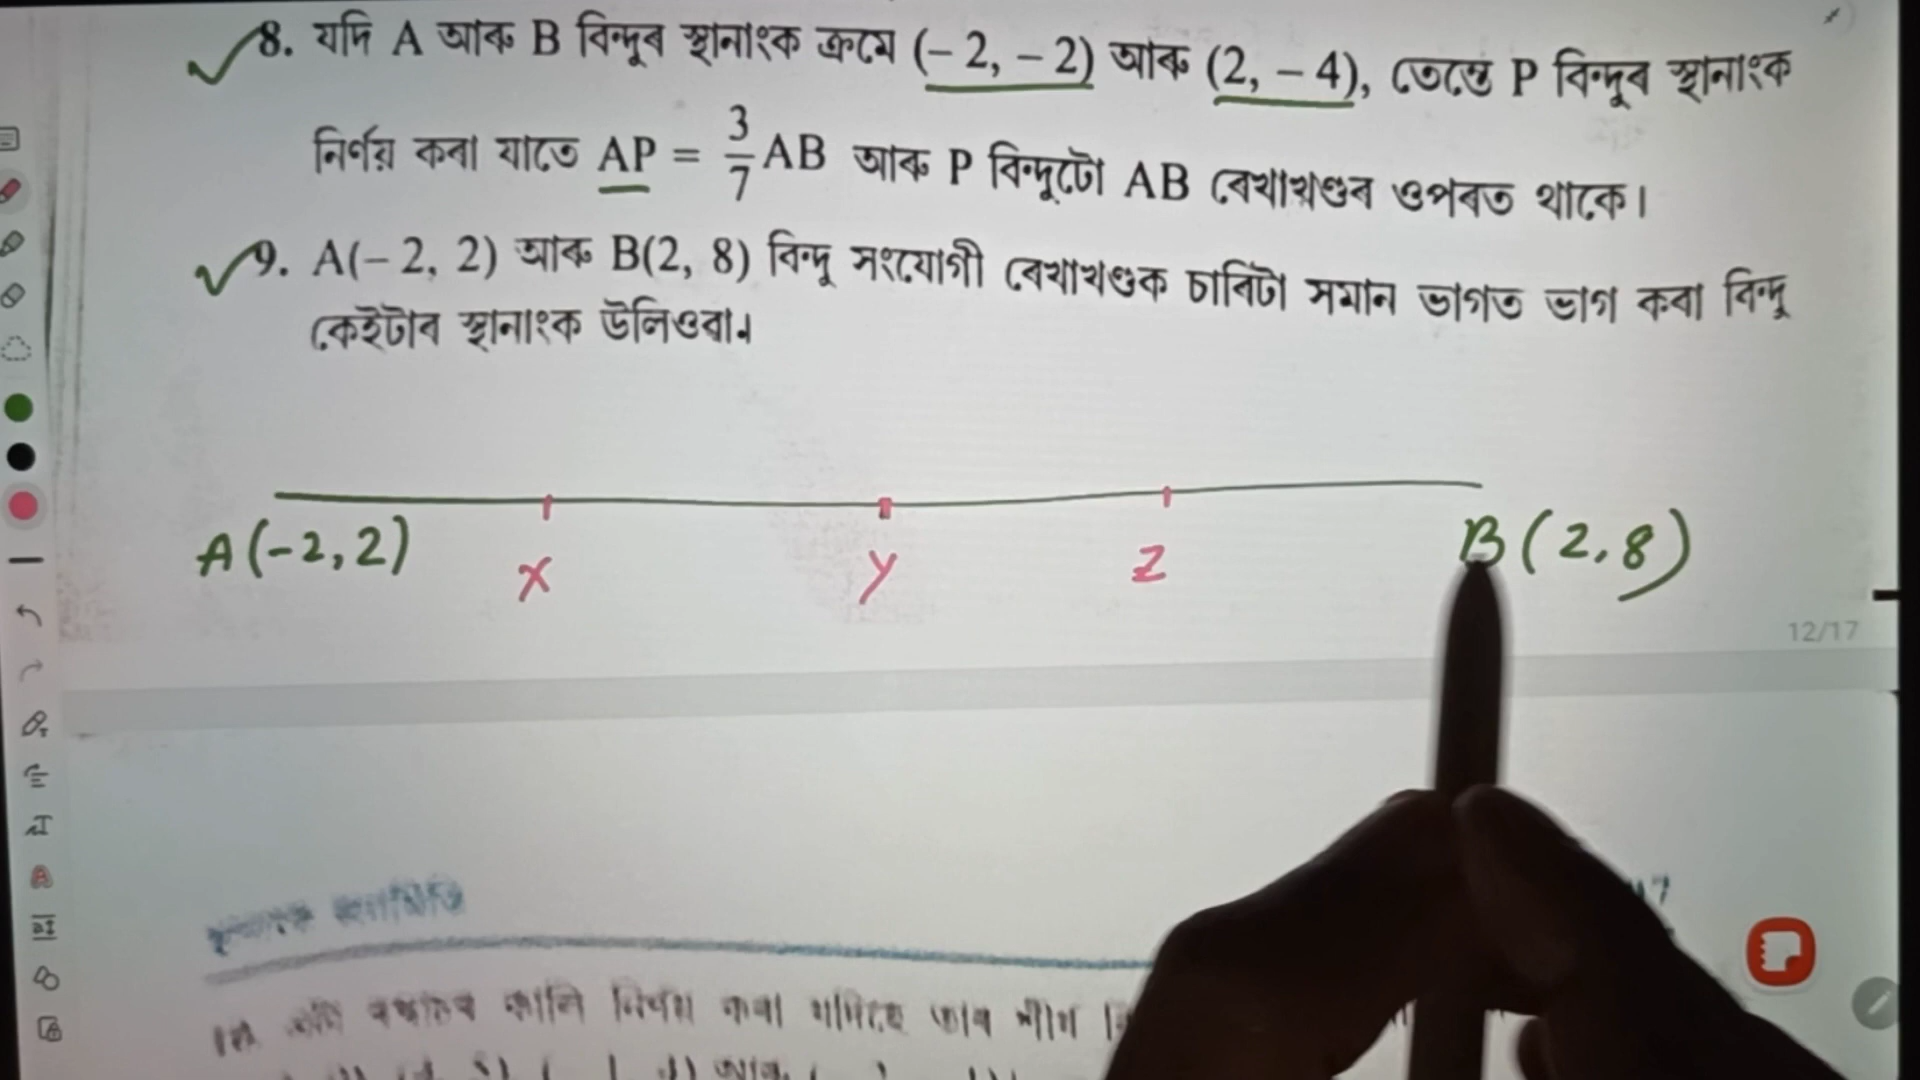 8. যদি A আৰু B বিন্দুৰ স্থানাংক ক্ৰমে (– 2, – 2) আৰু (2, – 4), তেন্তে P বিন্দুৰ স্থানাংক
নিৰ্ণয় কৰা যাতে AP = 3/7 AB আৰু P বিন্দুটো AB ৰেখাখণ্ডৰ ওপৰত থাকে।
9. A(– 2, 2) আৰু B(2, 8) বিন্দু সংযোগী ৰেখাখণ্ডক চাৰিটা সমান ভাগত ভাগ কৰা বিন্দু
কেইটাৰ স্থানাংক উলিওৱা।
A(-2,2) X Y Z B(2,8)
12/17
কালি নিৰ্ণয় কৰা